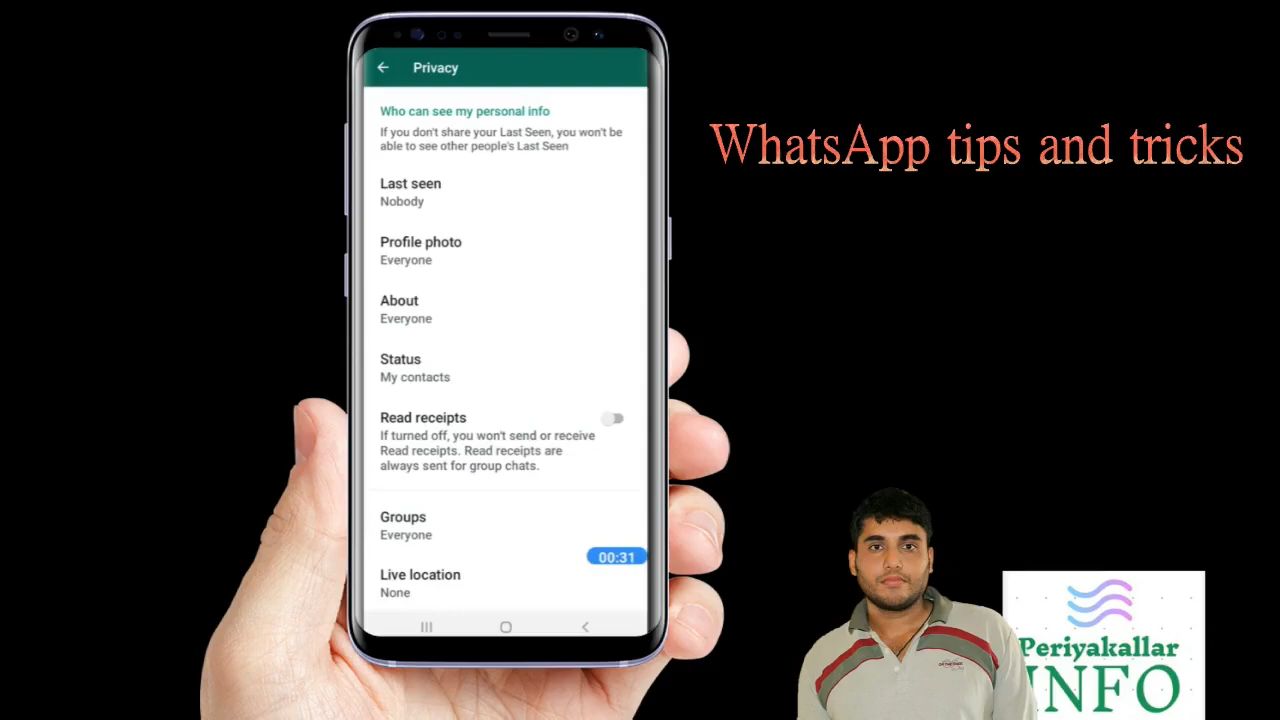 Privacy
Who can see my personal info
If you don't share your Last Seen, you won't be
able to see other people's Last Seen
Last seen
Nobody
Profile photo
Everyone
About
Everyone
Status
My contacts
Read receipts
If turned off, you won't send or receive
Read receipts. Read receipts are
always sent for group chats.
Groups
Everyone
00:31
Live location
None
WhatsApp tips and tricks
Periyakallar
INFO